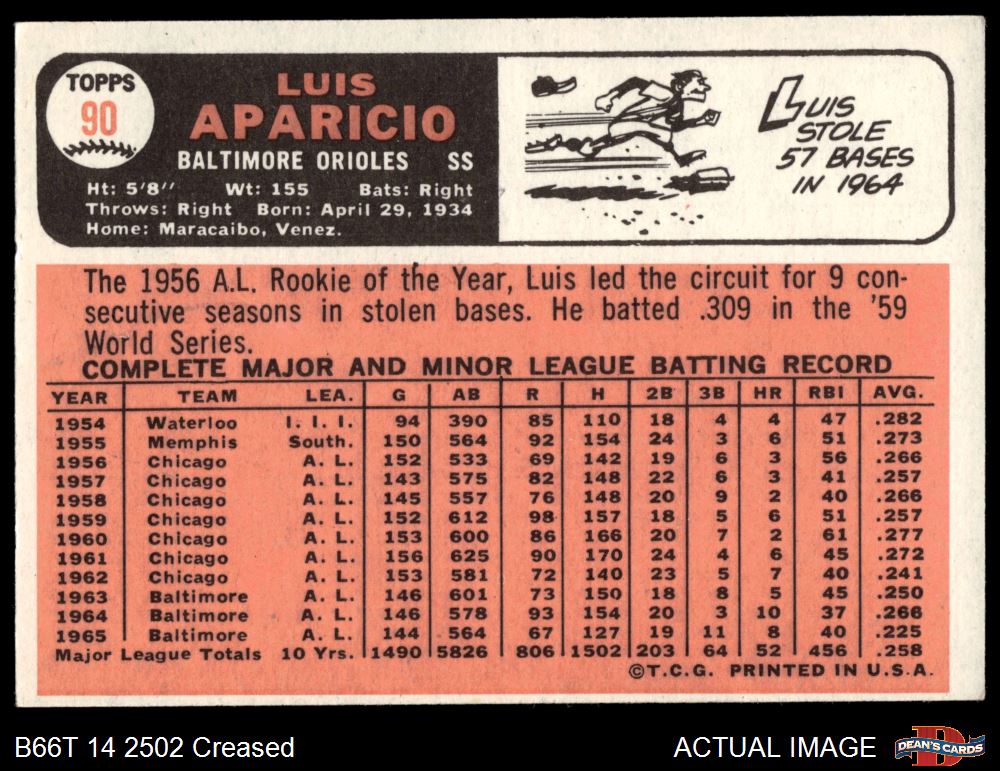 TOPPS
90
LUIS
APARICIO
BALTIMORE ORIOLES SS
Ht: 5'8" Wt: 155 Bats: Right
Throws: Right Born: April 29, 1934
Home: Maracaibo, Venez.
LUIS
STOLE
57 BASES
IN 1964
The 1956 A.L. Rookie of the Year, Luis led the circuit for 9 con-
secutive seasons in stolen bases. He batted .309 in the '59
World Series.
COMPLETE MAJOR AND MINOR LEAGUE BATTING RECORD
YEAR TEAM LEA. G AB R H 2B 3B HR RBI AVG.
1954 Waterloo I. I. I. 94 390 85 110 18 4 4 47 .282
1955 Memphis South. 150 564 92 154 24 3 6 51 .273
1956 Chicago A. L. 152 533 69 142 19 6 3 56 .266
1957 Chicago A. L. 143 575 82 148 22 6 3 41 .257
1958 Chicago A. L. 145 557 76 148 20 9 2 40 .266
1959 Chicago A. L. 152 612 98 157 18 5 6 51 .257
1960 Chicago A. L. 153 600 86 166 20 7 2 61 .277
1961 Chicago A. L. 156 625 90 170 24 4 6 45 .272
1962 Chicago A. L. 153 581 72 140 23 5 7 40 .241
1963 Baltimore A. L. 146 601 73 150 18 8 5 45 .250
1964 Baltimore A. L. 146 578 93 154 20 3 10 37 .266
1965 Baltimore A. L. 144 564 67 127 19 11 8 40 .225
Major League Totals 10 Yrs. 1490 5826 806 1502 203 64 52 456 .258
©T.C.G. PRINTED IN U.S.A.
B66T 14 2502 Creased
ACTUAL IMAGE
D
DEAN'S CARDS